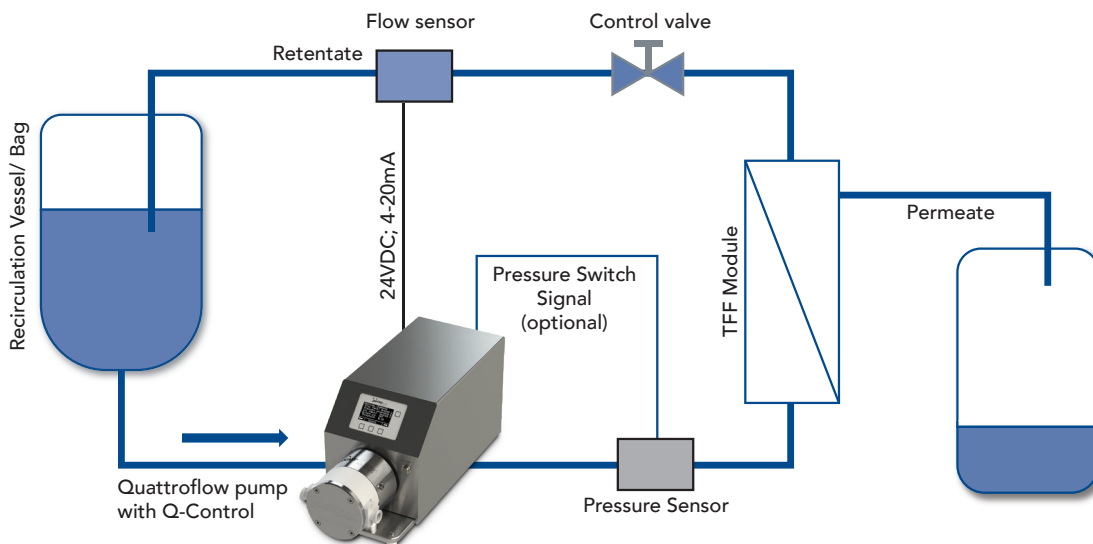 Flow sensor
Control valve
Retentate
Recirculation Vessel/ Bag
24VDC; 4-20mA
Pressure Switch
Signal
(optional)
TFF Module
Permeate
Quattroflow pump
with Q-Control
Pressure Sensor